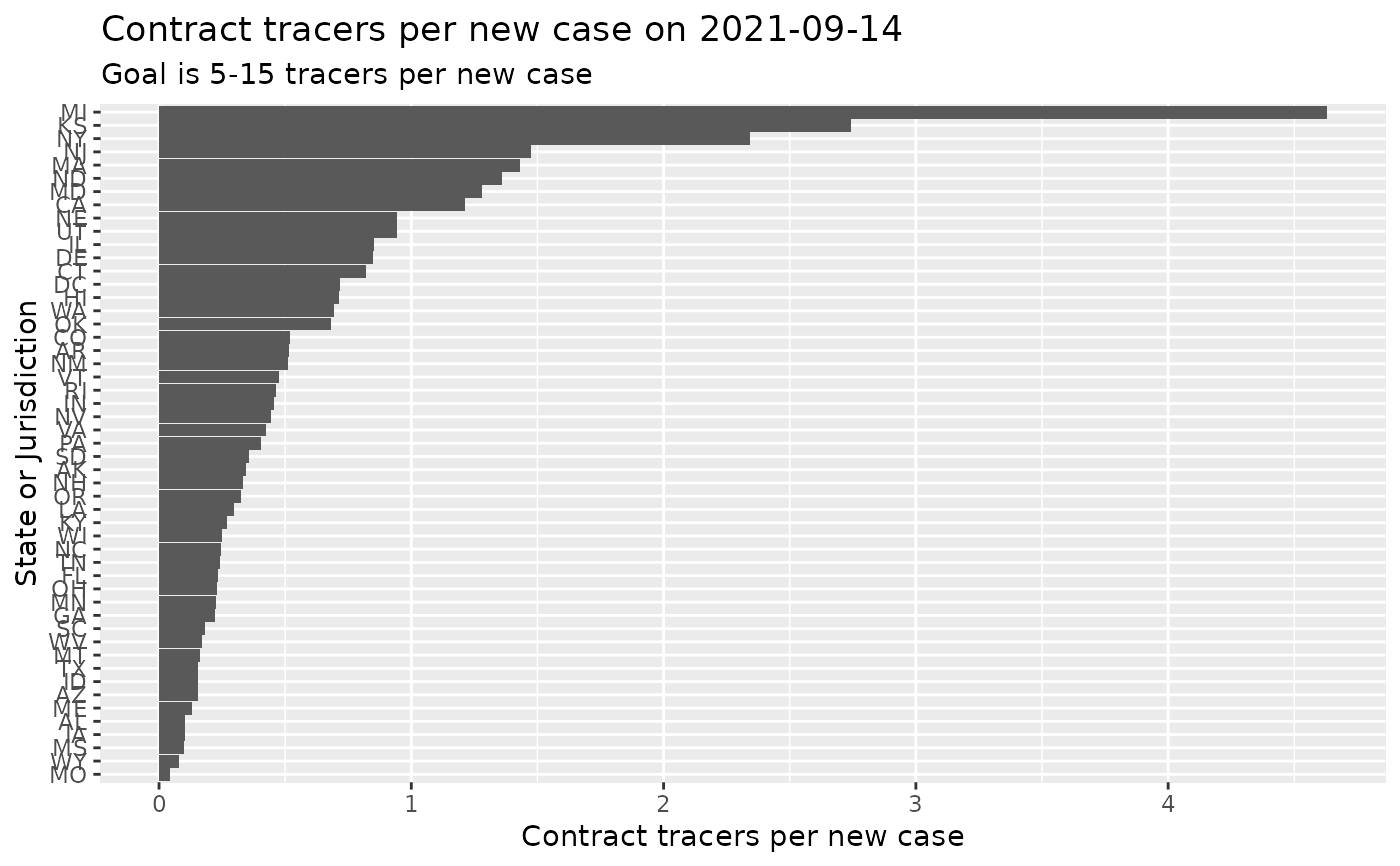 Contract tracers per new case on 2021-09-14
Goal is 5-15 tracers per new case
State or Jurisdiction
MI
KS
NY
NJ
MA
ND
MD
CA
NE
UT
IL
DE
CT
DC
HI
WA
OK
CO
AR
NM
VT
RI
IN
NV
VA
PA
SD
AK
NH
OR
LA
KY
WI
NC
TN
FL
OH
MN
GA
SC
WV
MT
TX
ID
AZ
ME
AL
IA
MS
WY
MO
0 1 2 3 4
Contract tracers per new case